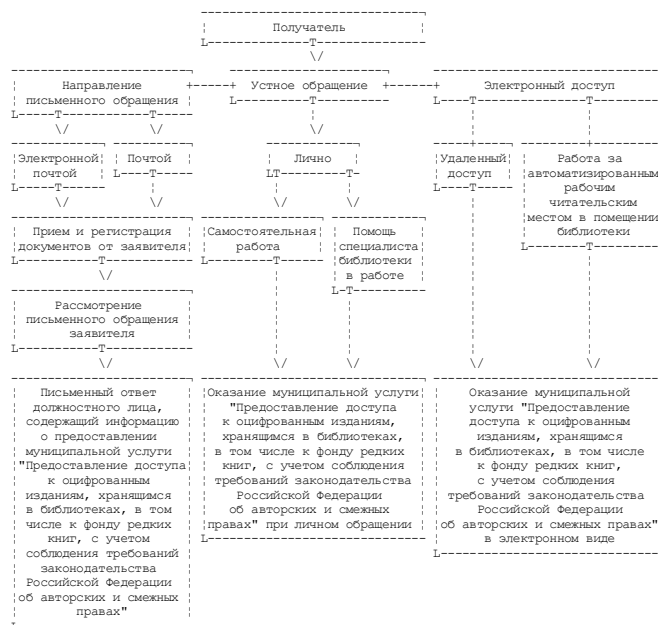 Получатель
Направление
письменного обращения
Устное обращение
Электронный доступ
Электронной
почтой
Почтой
Лично
Удаленный
доступ
Работа за
автоматизированным
рабочим
читательским
местом в помещении
библиотеки
Прием и регистрация
документов от заявителя
Самостоятельная
работа
Помощь
специалиста
библиотеки
в работе
Рассмотрение
письменного обращения
заявителя
Письменный ответ
должностного лица,
содержащий информацию
о предоставлении
муниципальной услуги
"Предоставление доступа
к оцифрованным
изданиям, хранящимся
в библиотеках, в том
числе к фонду редких
книг, с учетом
соблюдения требований
законодательства
Российской Федерации
об авторских и смежных
правах"
Оказание муниципальной услуги
"Предоставление доступа
к оцифрованным изданиям,
хранящимся в библиотеках,
в том числе к фонду редких
книг, с учетом соблюдения
требований законодательства
Российской Федерации
об авторских и смежных
правах" при личном обращении
Оказание муниципальной
услуги "Предоставление
доступа к оцифрованным
изданиям, хранящимся
в библиотеках, в том числе
к фонду редких книг,
с учетом соблюдения
требований законодательства
Российской Федерации
об авторских и смежных правах"
в электронном виде